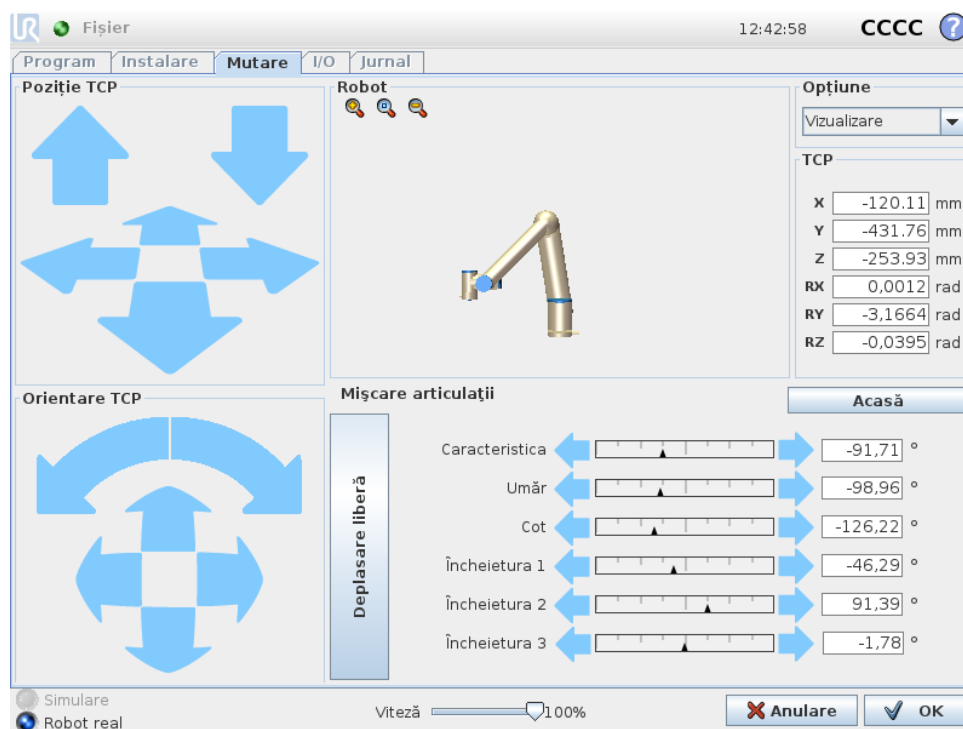 UR Fișier 12:42:58 CCCC ?
Program Instalare Mutare I/O Jurnal
Poziție TCP
Robot
Opțiune
Vizualizare
TCP
X -120.11 mm
Y -431.76 mm
Z -253.93 mm
RX 0,0012 rad
RY -3,1664 rad
RZ -0,0395 rad
Orientare TCP
Mișcare articulații
Acasă
Deplasare liberă
Caracteristica -91,71 °
Umăr -98,96 °
Cot -126,22 °
Încheietura 1 -46,29 °
Încheietura 2 91,39 °
Încheietura 3 -1,78 °
Simulare
Robot real
Viteză 100%
Anulare
OK